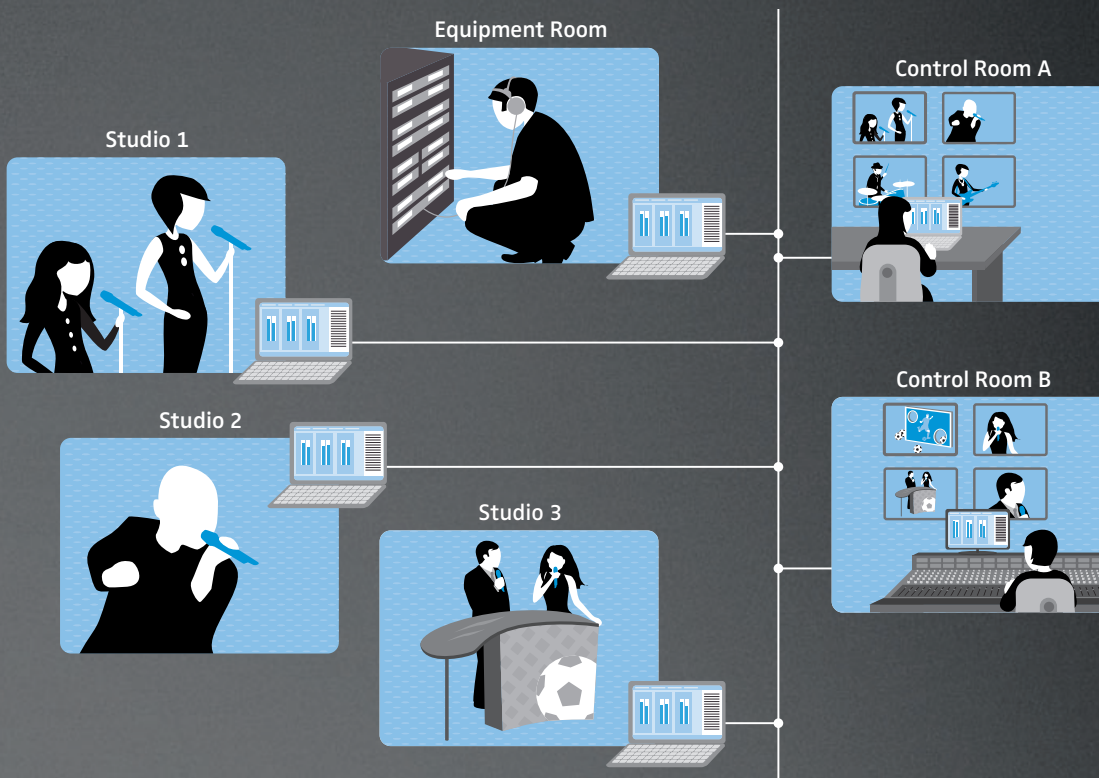 Equipment Room
Control Room A
Studio 1
Control Room B
Studio 2
Studio 3